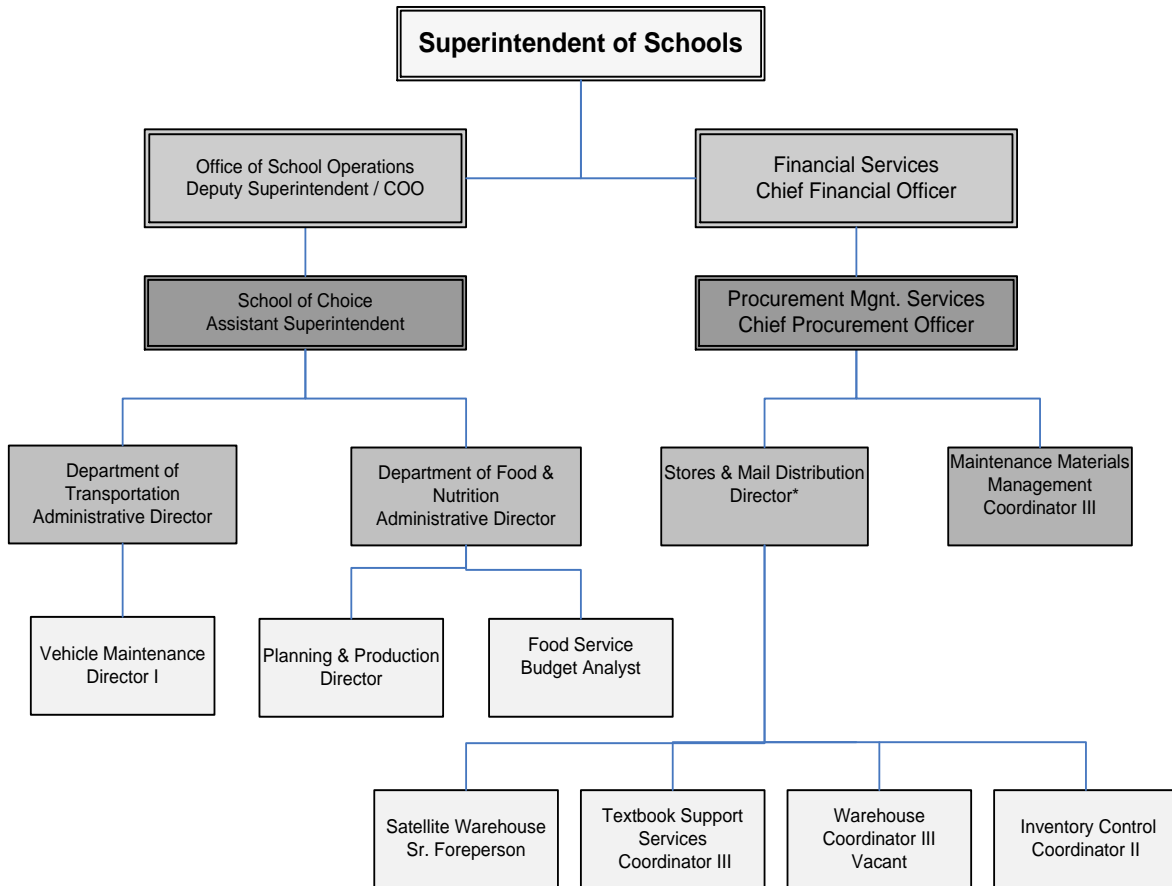 Superintendent of Schools
Office of School Operations
Deputy Superintendent / COO
Financial Services
Chief Financial Officer
School of Choice
Assistant Superintendent
Procurement Mgnt. Services
Chief Procurement Officer
Department of
Transportation
Administrative Director
Department of Food &
Nutrition
Administrative Director
Stores & Mail Distribution
Director*
Maintenance Materials
Management
Coordinator III
Vehicle Maintenance
Director I
Planning & Production
Director
Food Service
Budget Analyst
Satellite Warehouse
Sr. Foreperson
Textbook Support
Services
Coordinator III
Warehouse
Coordinator III
Vacant
Inventory Control
Coordinator II